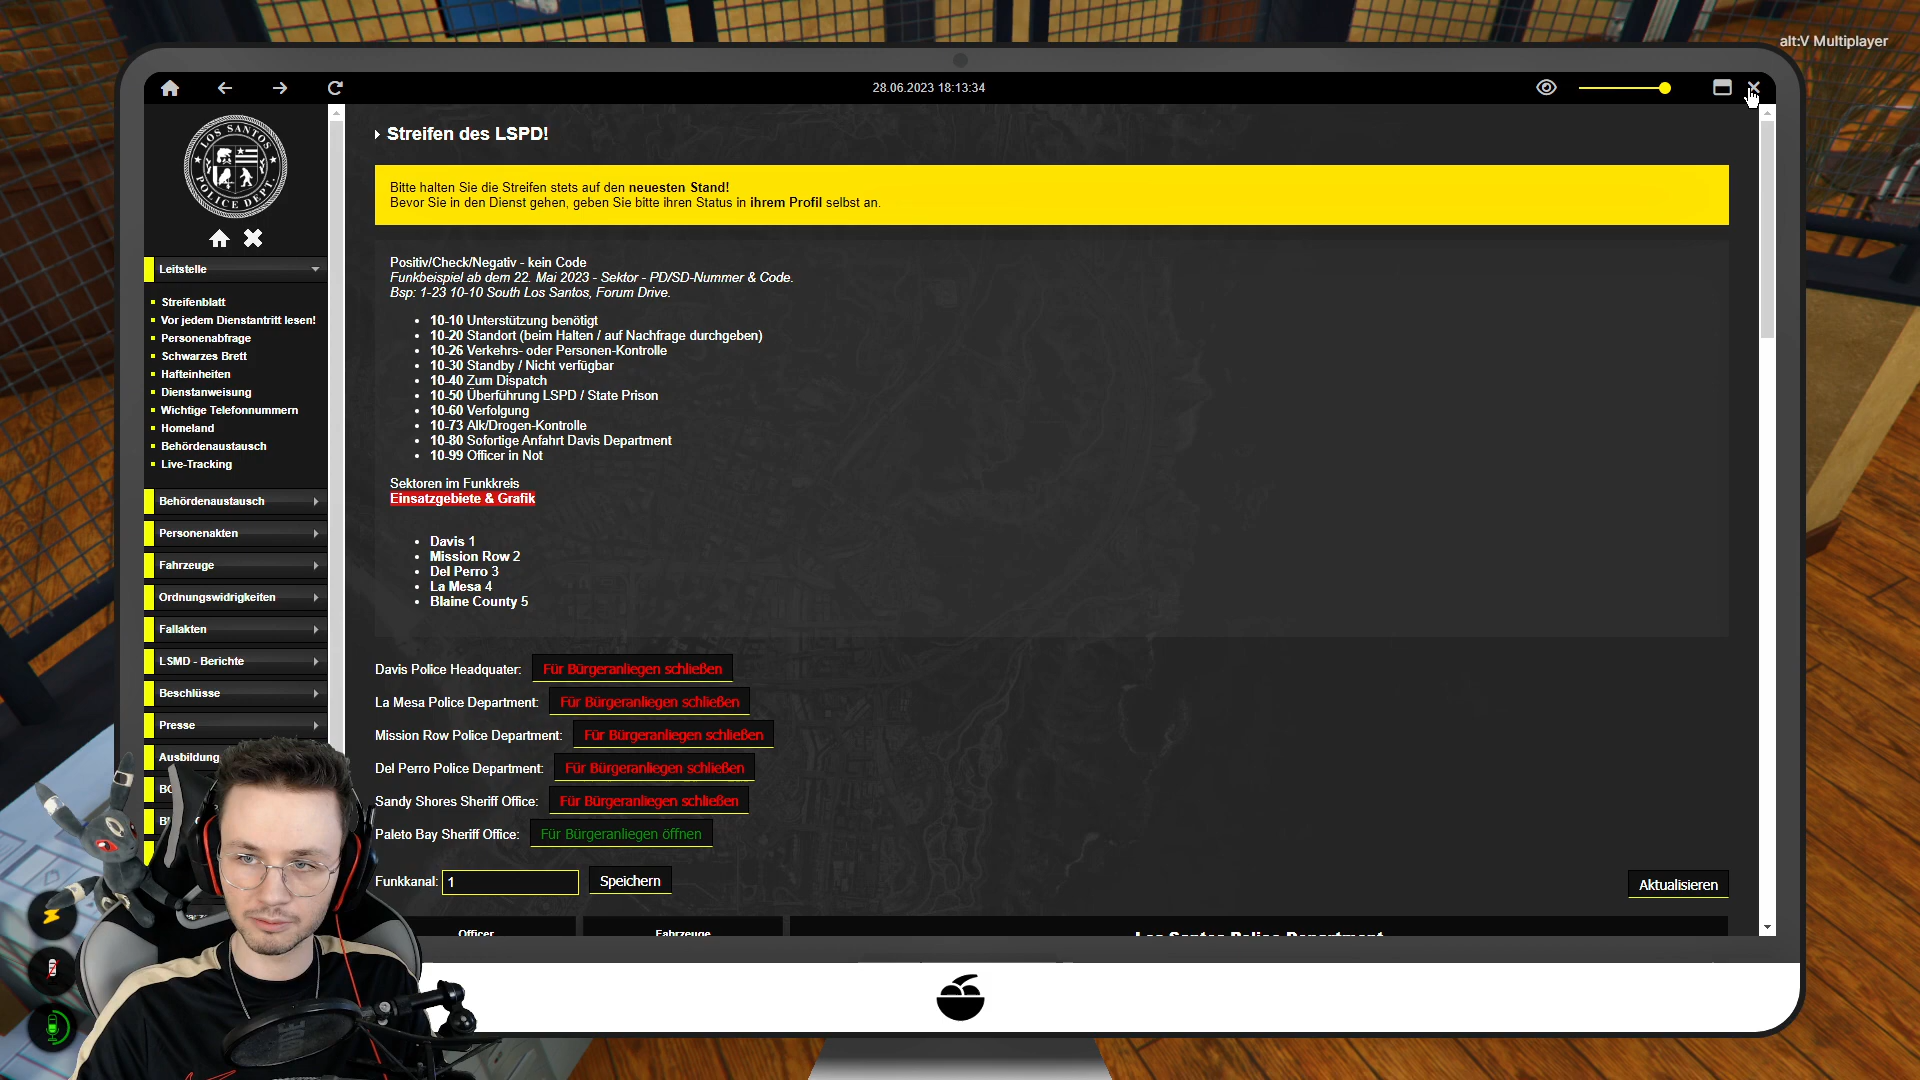 alt:V Multiplayer
28.06.2023 18:13:34
LOS SANTOS
POLICE DEPT.
Leitstelle
Streifenblatt
Vor jedem Dienstantritt lesen!
Personenabfrage
Schwarzes Brett
Hafteinheiten
Dienstanweisung
Wichtige Telefonnummern
Homeland
Behördenaustausch
Live-Tracking
Behördenaustausch
Personenakten
Fahrzeuge
Ordnungswidrigkeiten
Fallakten
LSMD - Berichte
Beschlüsse
Presse
Ausbildung
Streifen des LSPD!
Bitte halten Sie die Streifen stets auf den neuesten Stand!
Bevor Sie in den Dienst gehen, geben Sie bitte ihren Status in ihrem Profil selbst an.
Positiv/Check/Negativ - kein Code
Funkbeispiel ab dem 22. Mai 2023 - Sektor - PD/SD-Nummer & Code.
Bsp: 1-23 10-10 South Los Santos, Forum Drive.
10-10 Unterstützung benötigt
10-20 Standort (beim Halten / auf Nachfrage durchgeben)
10-26 Verkehrs- oder Personen-Kontrolle
10-30 Standby / Nicht verfügbar
10-40 Zum Dispatch
10-50 Überführung LSPD / State Prison
10-60 Verfolgung
10-73 Alk/Drogen-Kontrolle
10-80 Sofortige Anfahrt Davis Department
10-99 Officer in Not
Sektoren im Funkkreis
Einsatzgebiete & Grafik
Davis 1
Mission Row 2
Del Perro 3
La Mesa 4
Blaine County 5
Davis Police Headquater: Für Bürgeranliegen schließen
La Mesa Police Department: Für Bürgeranliegen schließen
Mission Row Police Department: Für Bürgeranliegen schließen
Del Perro Police Department: Für Bürgeranliegen schließen
Sandy Shores Sheriff Office: Für Bürgeranliegen schließen
Paleto Bay Sheriff Office: Für Bürgeranliegen öffnen
Funkkanal: 1 Speichern
Aktualisieren
Officer Fahrzeuge Los Santos Police Department